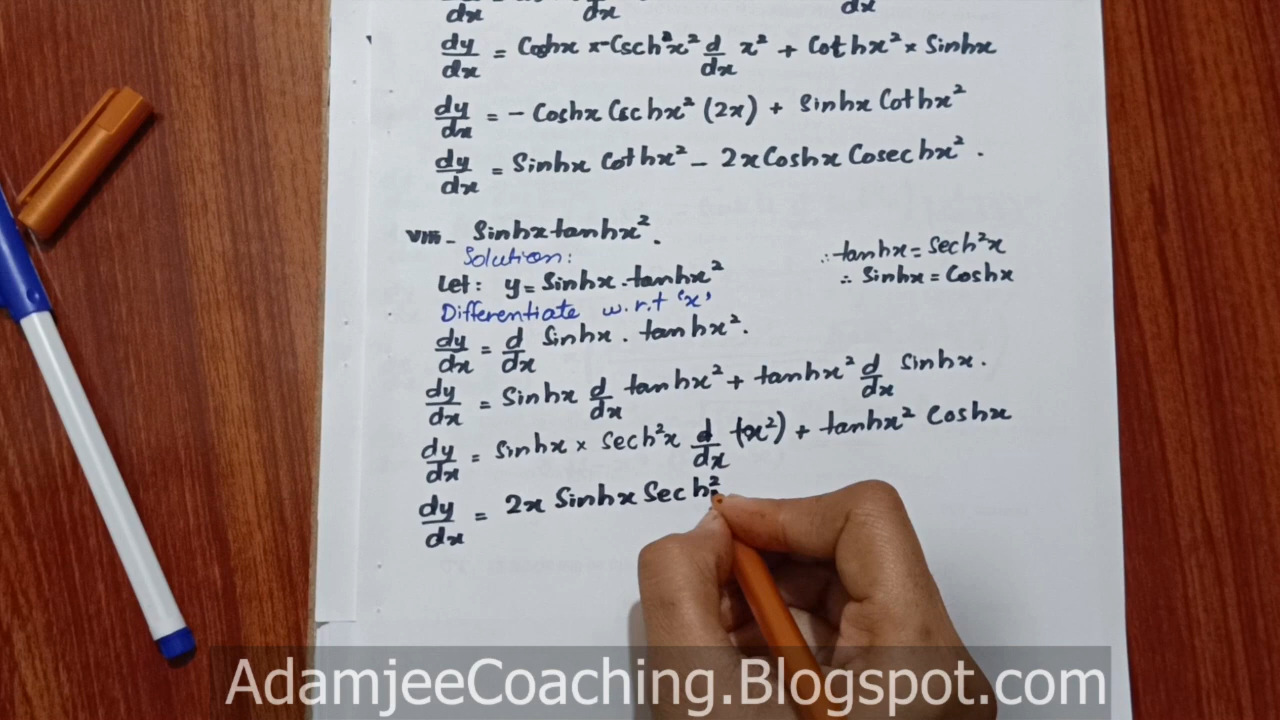 dx dx dx
dy/dx = Coshx × -Csch²x² d/dx x² + Cothx² × Sinhx
dy/dx = - Coshx Cschx² (2x) + Sinhx Cothx²
dy/dx = Sinhx Cothx² - 2x Coshx Cosechx² .
viii - Sinhx tanhx² .
Solution:
∴ tanhx = Sech²x
Let: y = Sinhx . tanhx²
∴ Sinhx = Coshx
Differentiate w.r.t 'x'
dy/dx = d/dx Sinhx . tanhx² .
dy/dx = Sinhx d/dx tanhx² + tanhx² d/dx Sinhx .
dy/dx = Sinhx × Sech²x d/dx (x²) + tanhx² Coshx
dy/dx = 2x Sinhx Sech²
AdamjeeCoaching.Blogspot.com